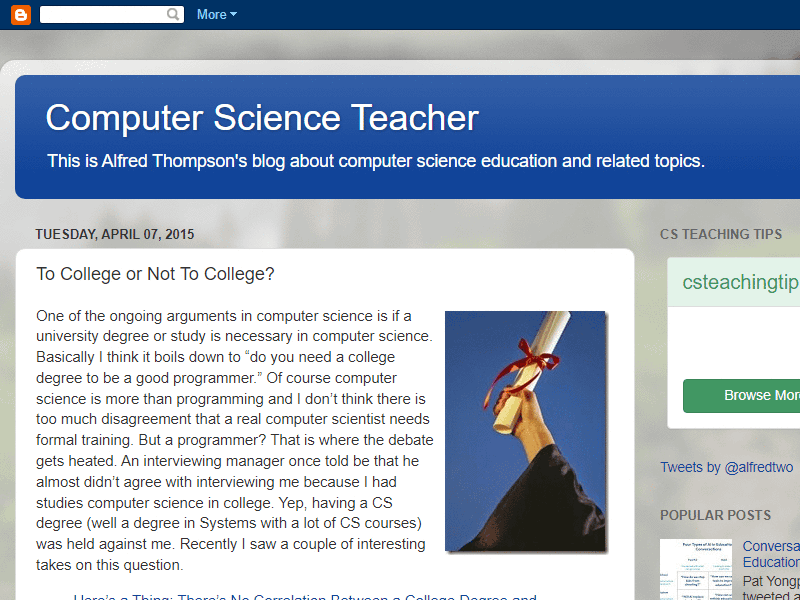 More
Computer Science Teacher
This is Alfred Thompson's blog about computer science education and related topics.
TUESDAY, APRIL 07, 2015
To College or Not To College?
One of the ongoing arguments in computer science is if a
university degree or study is necessary in computer science.
Basically I think it boils down to “do you need a college
degree to be a good programmer.” Of course computer
science is more than programming and I don’t think there is
too much disagreement that a real computer scientist needs
formal training. But a programmer? That is where the debate
gets heated. An interviewing manager once told be that he
almost didn’t agree with interviewing me because I had
studies computer science in college. Yep, having a CS
degree (well a degree in Systems with a lot of CS courses)
was held against me. Recently I saw a couple of interesting
takes on this question.
Here’s a Thing: There’s No Correlation Between a College Degree and
CS TEACHING TIPS
csteachingtip
Browse Mor
Tweets by @alfredtwo
POPULAR POSTS
Conversa
Education
Pat Yongp
tweeted a